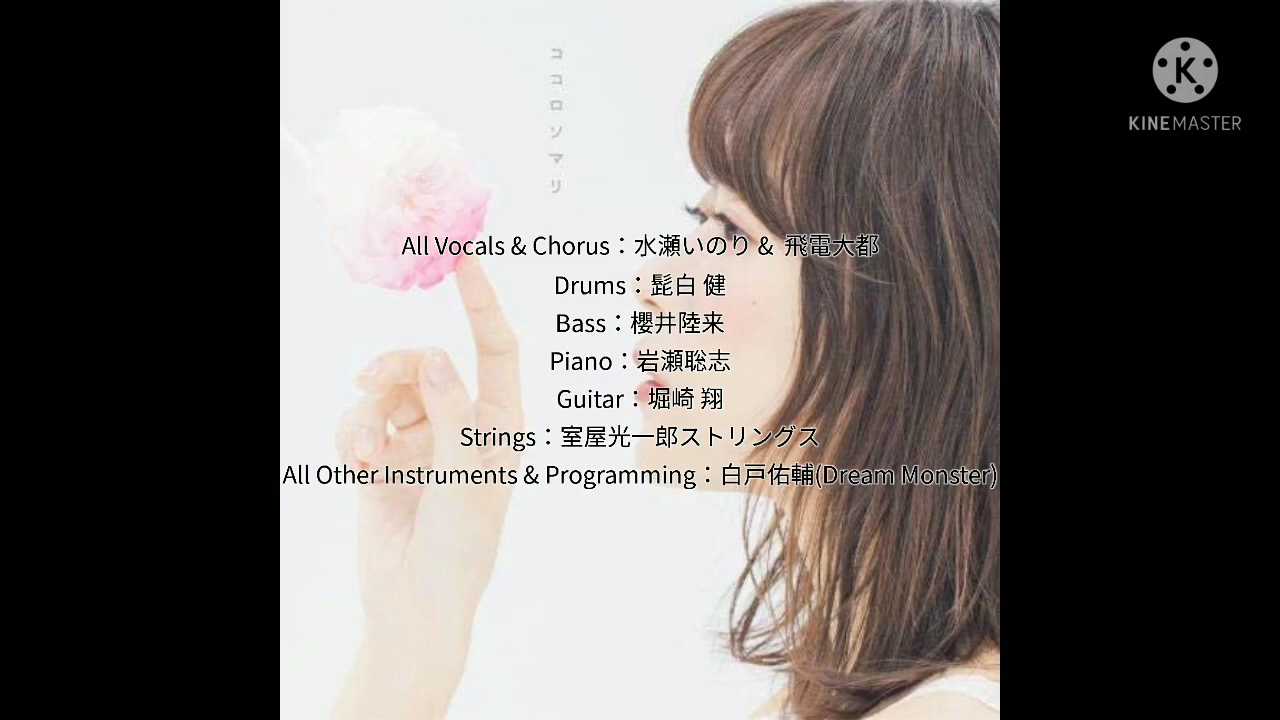 ココロソマリ
All Vocals & Chorus：水瀬いのり & 飛電大都
Drums：髭白 健
Bass：櫻井陸来
Piano：岩瀬聡志
Guitar：堀崎 翔
Strings：室屋光一郎ストリングス
All Other Instruments & Programming：白戸佑輔(Dream Monster)
KINEMASTER